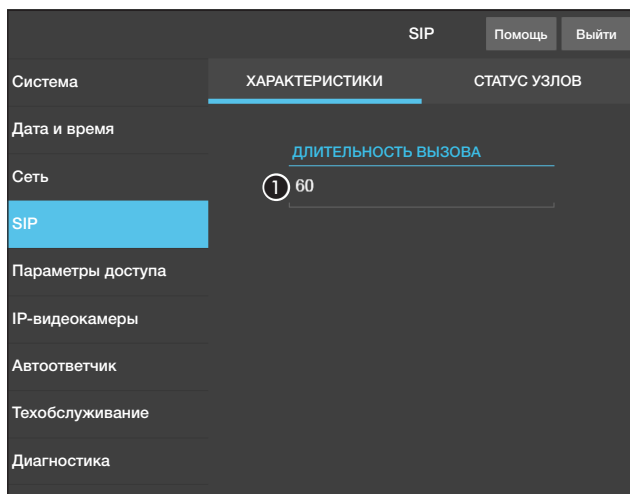 SIP
Помощь
Выйти
Система
Дата и время
Сеть
SIP
Параметры доступа
IP-видеокамеры
Автоответчик
Техобслуживание
Диагностика
ХАРАКТЕРИСТИКИ
СТАТУС УЗЛОВ
ДЛИТЕЛЬНОСТЬ ВЫЗОВА
1 60